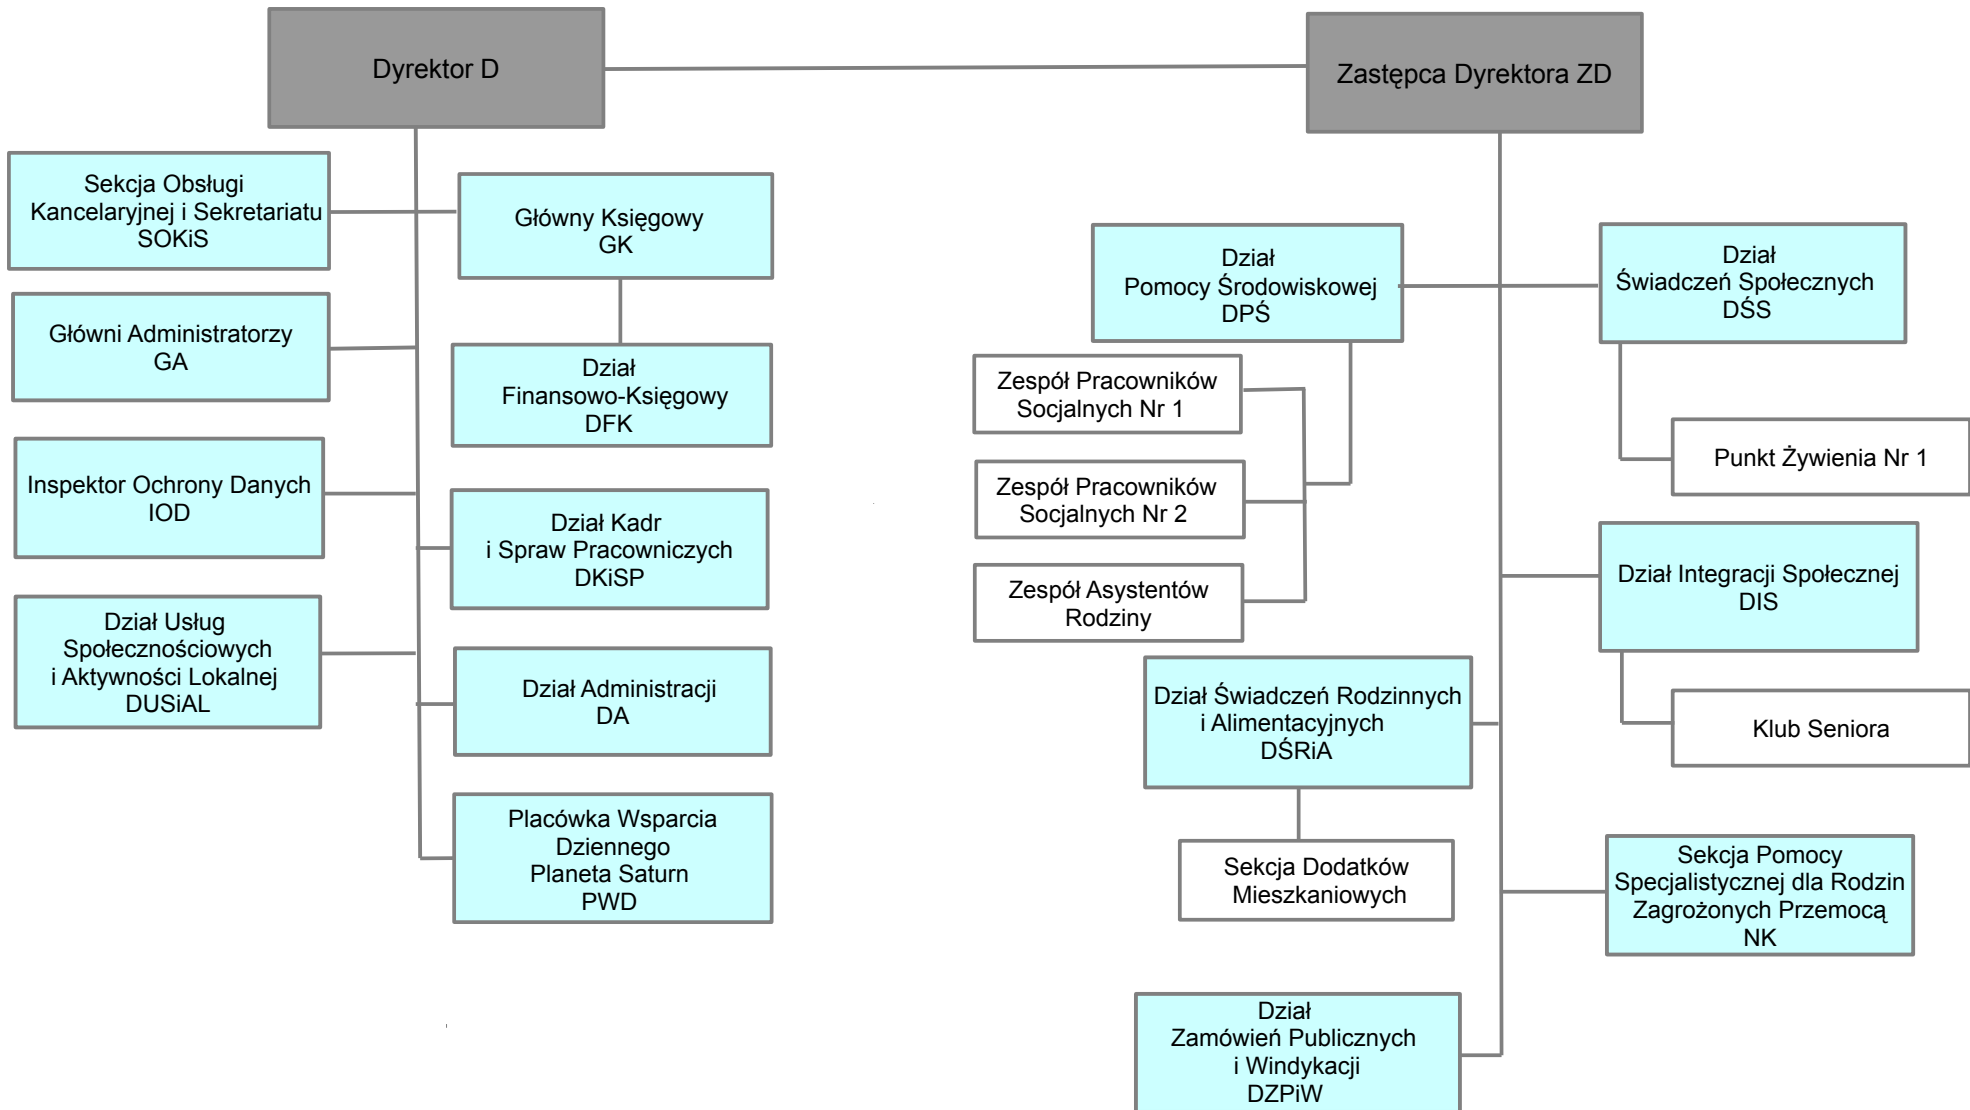 Dyrektor D
Zastępca Dyrektora ZD
Sekcja Obsługi
Kancelaryjnej i Sekretariatu
SOKiS
Główny Księgowy
GK
Główni Administratorzy
GA
Dział
Finansowo-Księgowy
DFK
Inspektor Ochrony Danych
IOD
Dział Kadr
i Spraw Pracowniczych
DKiSP
Dział Usług
Społecznościowych
i Aktywności Lokalnej
DUSiAL
Dział Administracji
DA
Placówka Wsparcia
Dziennego
Planeta Saturn
PWD
Dział
Pomocy Środowiskowej
DPŚ
Dział
Świadczeń Społecznych
DŚS
Zespół Pracowników
Socjalnych Nr 1
Zespół Pracowników
Socjalnych Nr 2
Zespół Asystentów
Rodziny
Punkt Żywienia Nr 1
Dział Integracji Społecznej
DIS
Klub Seniora
Dział Świadczeń Rodzinnych
i Alimentacyjnych
DŚRiA
Sekcja Dodatków
Mieszkaniowych
Sekcja Pomocy
Specjalistycznej dla Rodzin
Zagrożonych Przemocą
NK
Dział
Zamówień Publicznych
i Windykacji
DZPiW